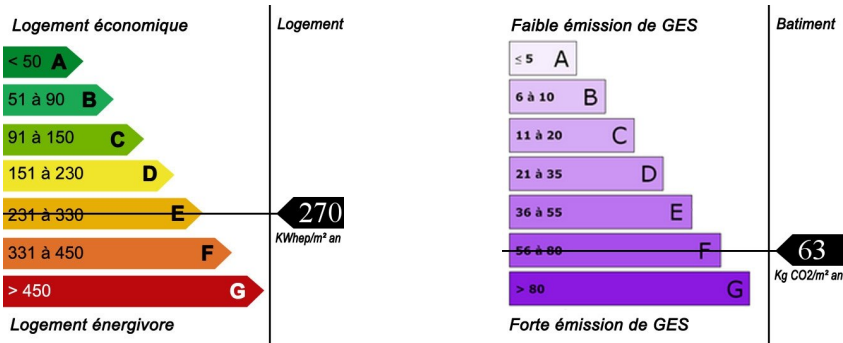 Logement économique
Logement
< 50 A
51 à 90 B
91 à 150 C
151 à 230 D
231 à 330 E
270
KWhep/m² an
331 à 450 F
> 450 G
Logement énergivore
Faible émission de GES
Batiment
≤ 5 A
6 à 10 B
11 à 20 C
21 à 35 D
36 à 55 E
56 à 80 F
63
Kg CO2/m² an
> 80 G
Forte émission de GES